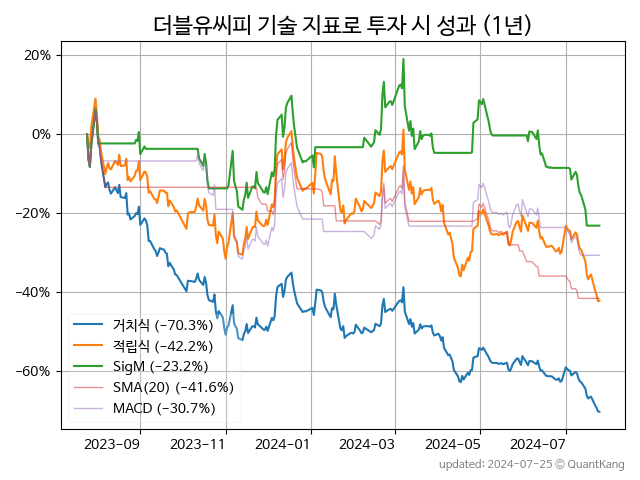 더블유씨피 기술 지표로 투자 시 성과 (1년)
20%
0%
−20%
−40%
−60%
거치식 (−70.3%)
적립식 (−42.2%)
SigM (−23.2%)
SMA(20) (−41.6%)
MACD (−30.7%)
2023-09 2023-11 2024-01 2024-03 2024-05 2024-07
updated: 2024-07-25 © QuantKang